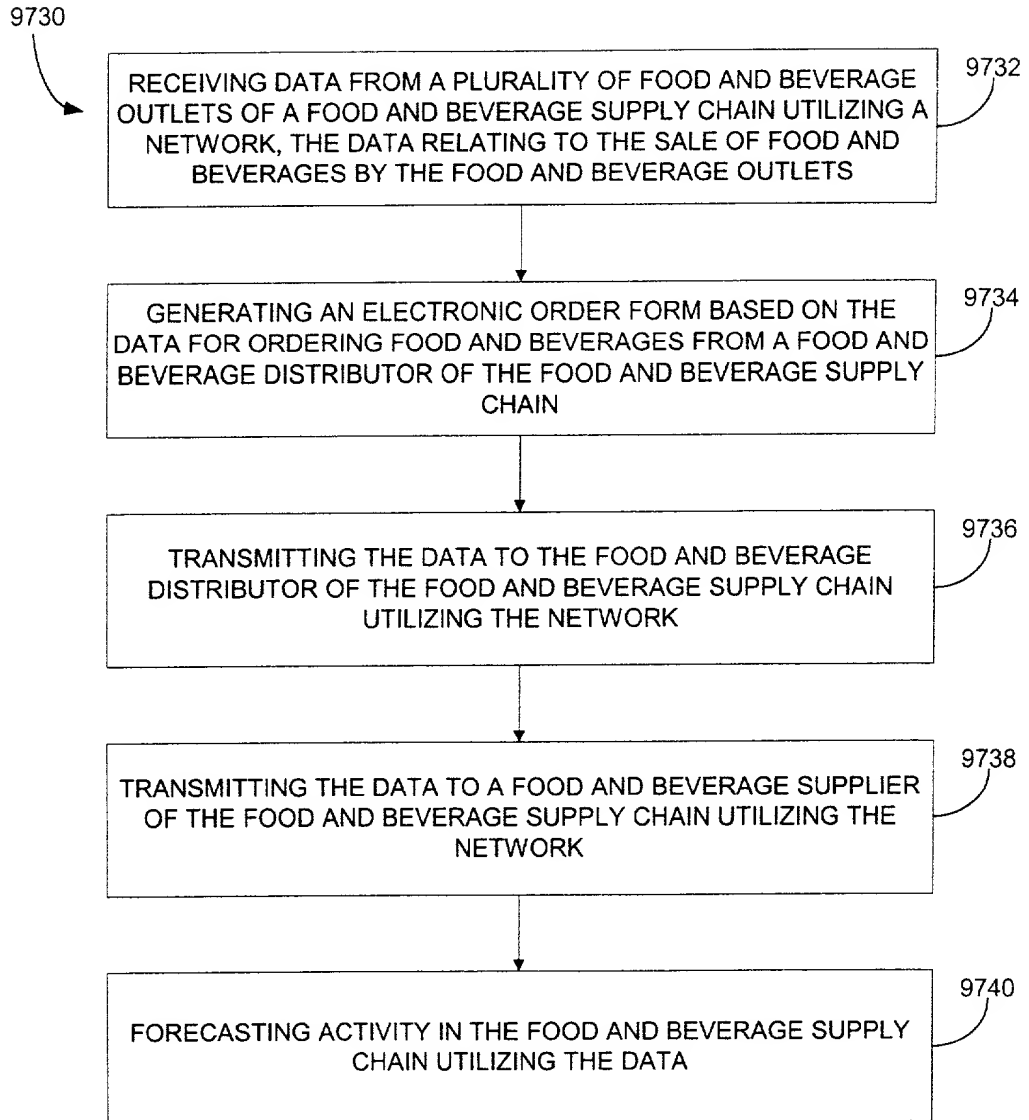 9730
RECEIVING DATA FROM A PLURALITY OF FOOD AND BEVERAGE
OUTLETS OF A FOOD AND BEVERAGE SUPPLY CHAIN UTILIZING A
NETWORK, THE DATA RELATING TO THE SALE OF FOOD AND
BEVERAGES BY THE FOOD AND BEVERAGE OUTLETS
9732
GENERATING AN ELECTRONIC ORDER FORM BASED ON THE
DATA FOR ORDERING FOOD AND BEVERAGES FROM A FOOD AND
BEVERAGE DISTRIBUTOR OF THE FOOD AND BEVERAGE SUPPLY
CHAIN
9734
TRANSMITTING THE DATA TO THE FOOD AND BEVERAGE
DISTRIBUTOR OF THE FOOD AND BEVERAGE SUPPLY CHAIN
UTILIZING THE NETWORK
9736
TRANSMITTING THE DATA TO A FOOD AND BEVERAGE SUPPLIER
OF THE FOOD AND BEVERAGE SUPPLY CHAIN UTILIZING THE
NETWORK
9738
FORECASTING ACTIVITY IN THE FOOD AND BEVERAGE SUPPLY
CHAIN UTILIZING THE DATA
9740